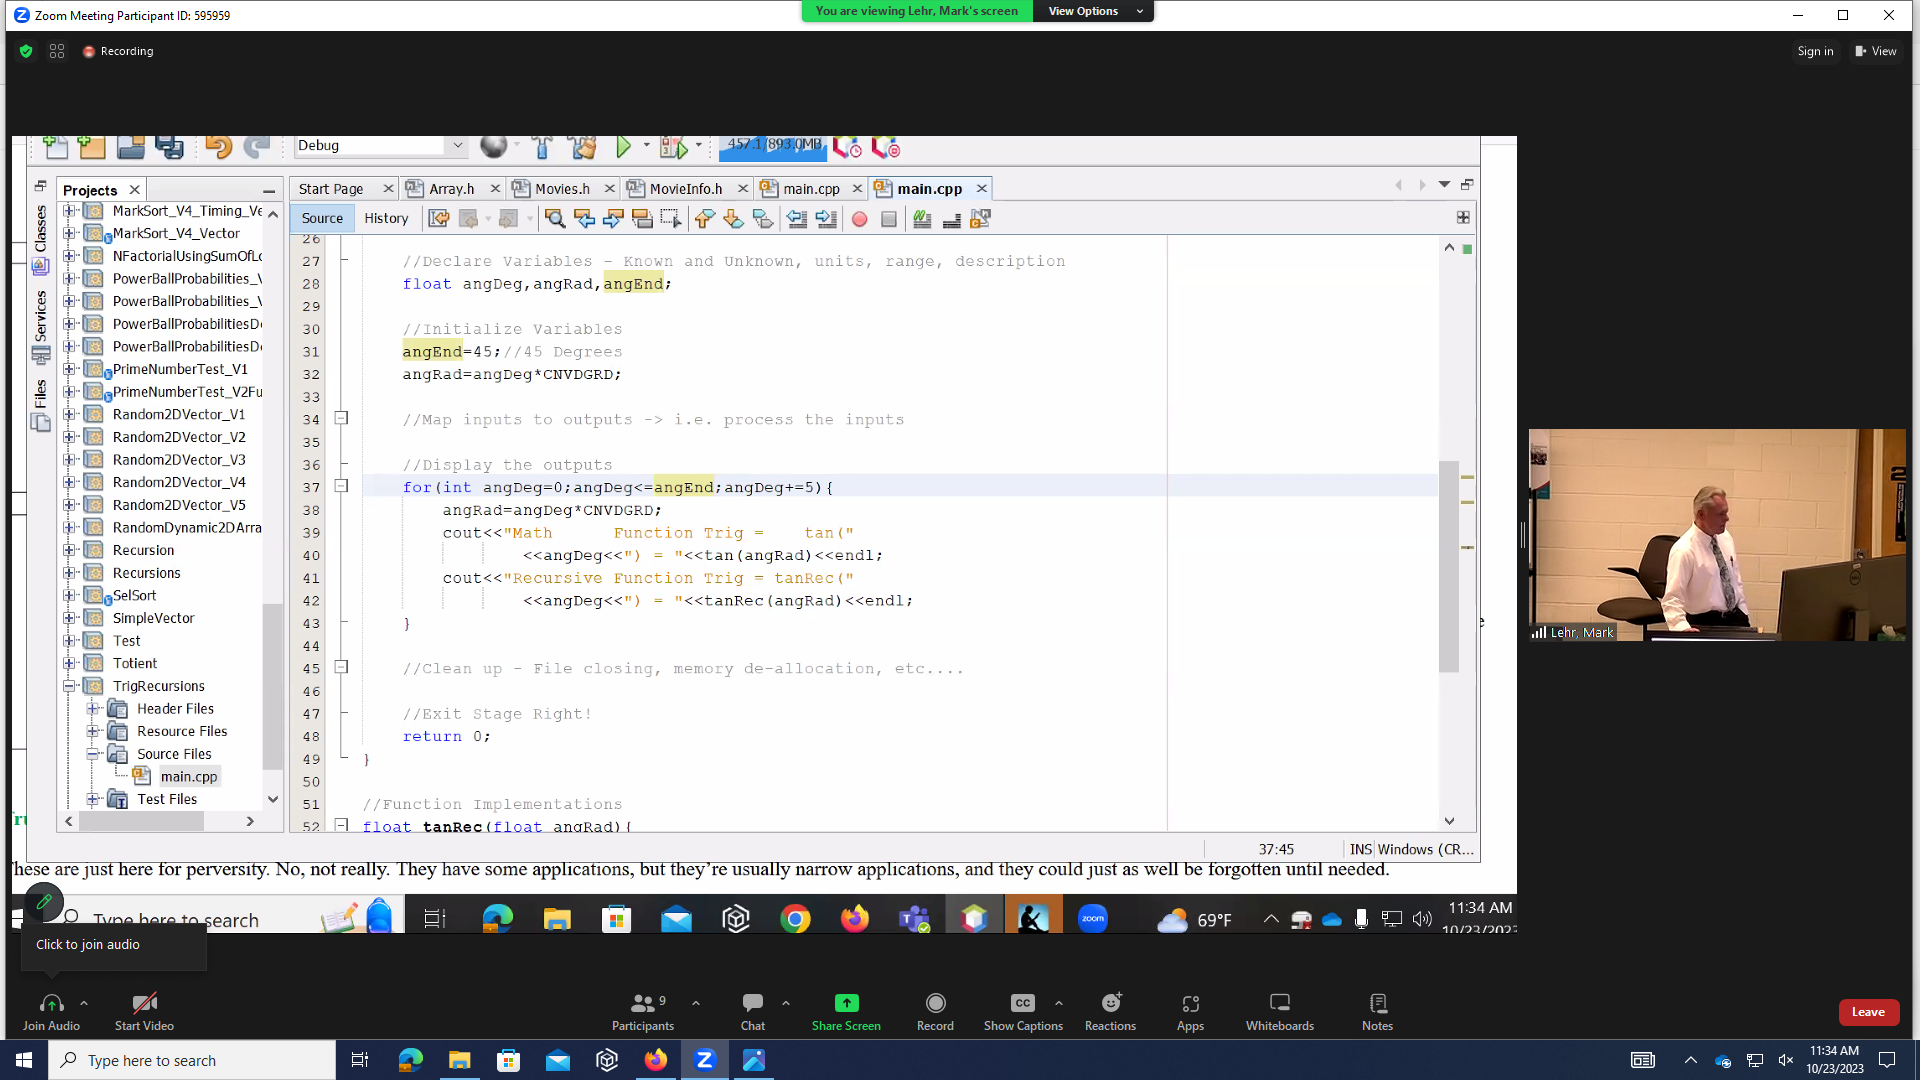 Zoom Meeting Participant ID: 595959
You are viewing Lehr, Mark's screen
View Options
Recording
Sign in
View
Debug
457.1/893.0MB
Projects
Start Page
Array.h
Movies.h
MovieInfo.h
main.cpp
main.cpp
Source
History
Classes
Services
Files
MarkSort_V4_Timing_Ve
MarkSort_V4_Vector
NFactorialUsingSumOfLo
PowerBallProbabilities_V
PowerBallProbabilities_V
PowerBallProbabilitiesDe
PowerBallProbabilitiesDe
PrimeNumberTest_V1
PrimeNumberTest_V2Fu
Random2DVector_V1
Random2DVector_V2
Random2DVector_V3
Random2DVector_V4
Random2DVector_V5
RandomDynamic2DArra
Recursion
Recursions
SelSort
SimpleVector
Test
Totient
TrigRecursions
Header Files
Resource Files
Source Files
main.cpp
Test Files
26
27 //Declare Variables - Known and Unknown, units, range, description
28 float angDeg,angRad,angEnd;
29
30 //Initialize Variables
31 angEnd=45;//45 Degrees
32 angRad=angDeg*CNVDGRD;
33
34 //Map inputs to outputs -> i.e. process the inputs
35
36 //Display the outputs
37 for(int angDeg=0;angDeg<=angEnd;angDeg+=5){
38 angRad=angDeg*CNVDGRD;
39 cout<<"Math      Function Trig =    tan("
40 <<angDeg<<") = "<<tan(angRad)<<endl;
41 cout<<"Recursive Function Trig = tanRec("
42 <<angDeg<<") = "<<tanRec(angRad)<<endl;
43 }
44
45 //Clean up - File closing, memory de-allocation, etc....
46
47 //Exit Stage Right!
48 return 0;
49 }
50
51 //Function Implementations
52 float tanRec(float angRad){
37:45
INS
Windows (CR...
Lehr, Mark
hese are just here for perversity. No, not really. They have some applications, but they're usually narrow applications, and they could just as well be forgotten until needed.
Type here to search
zoom
69°F
11:34 AM
10/23/2023
Click to join audio
Join Audio
Start Video
Participants
9
Chat
Share Screen
Record
CC
Show Captions
Reactions
Apps
Whiteboards
Notes
Leave
Type here to search
11:34 AM
10/23/2023